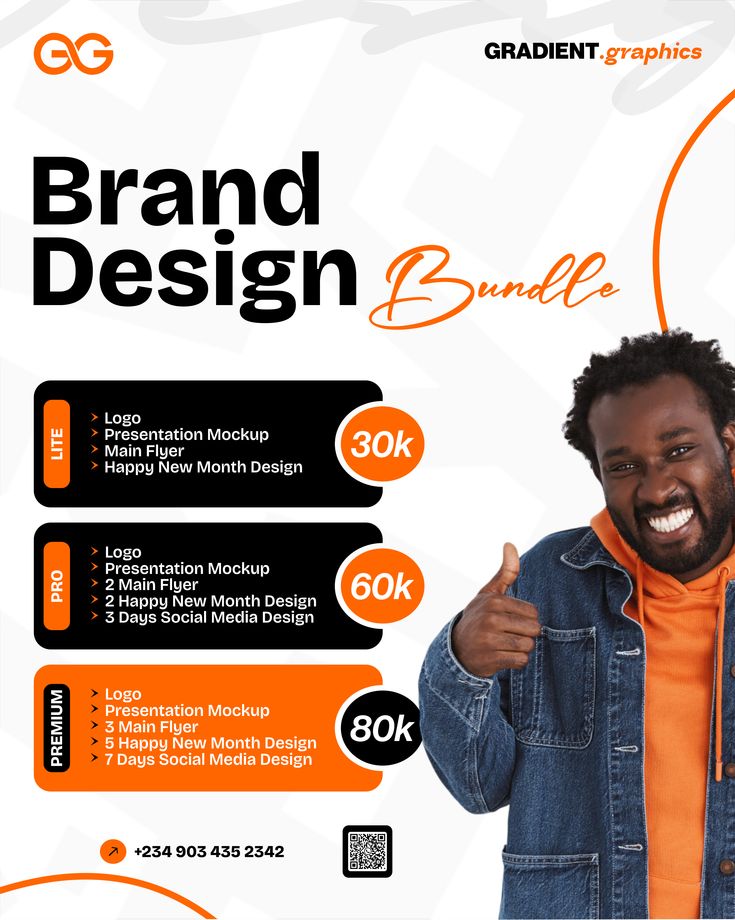 GG
GRADIENT.graphics
Brand
Design
Bundle
LITE
Logo
Presentation Mockup
Main Flyer
Happy New Month Design
30k
PRO
Logo
Presentation Mockup
2 Main Flyer
2 Happy New Month Design
3 Days Social Media Design
60k
PREMIUM
Logo
Presentation Mockup
3 Main Flyer
5 Happy New Month Design
7 Days Social Media Design
80k
+234 903 435 2342